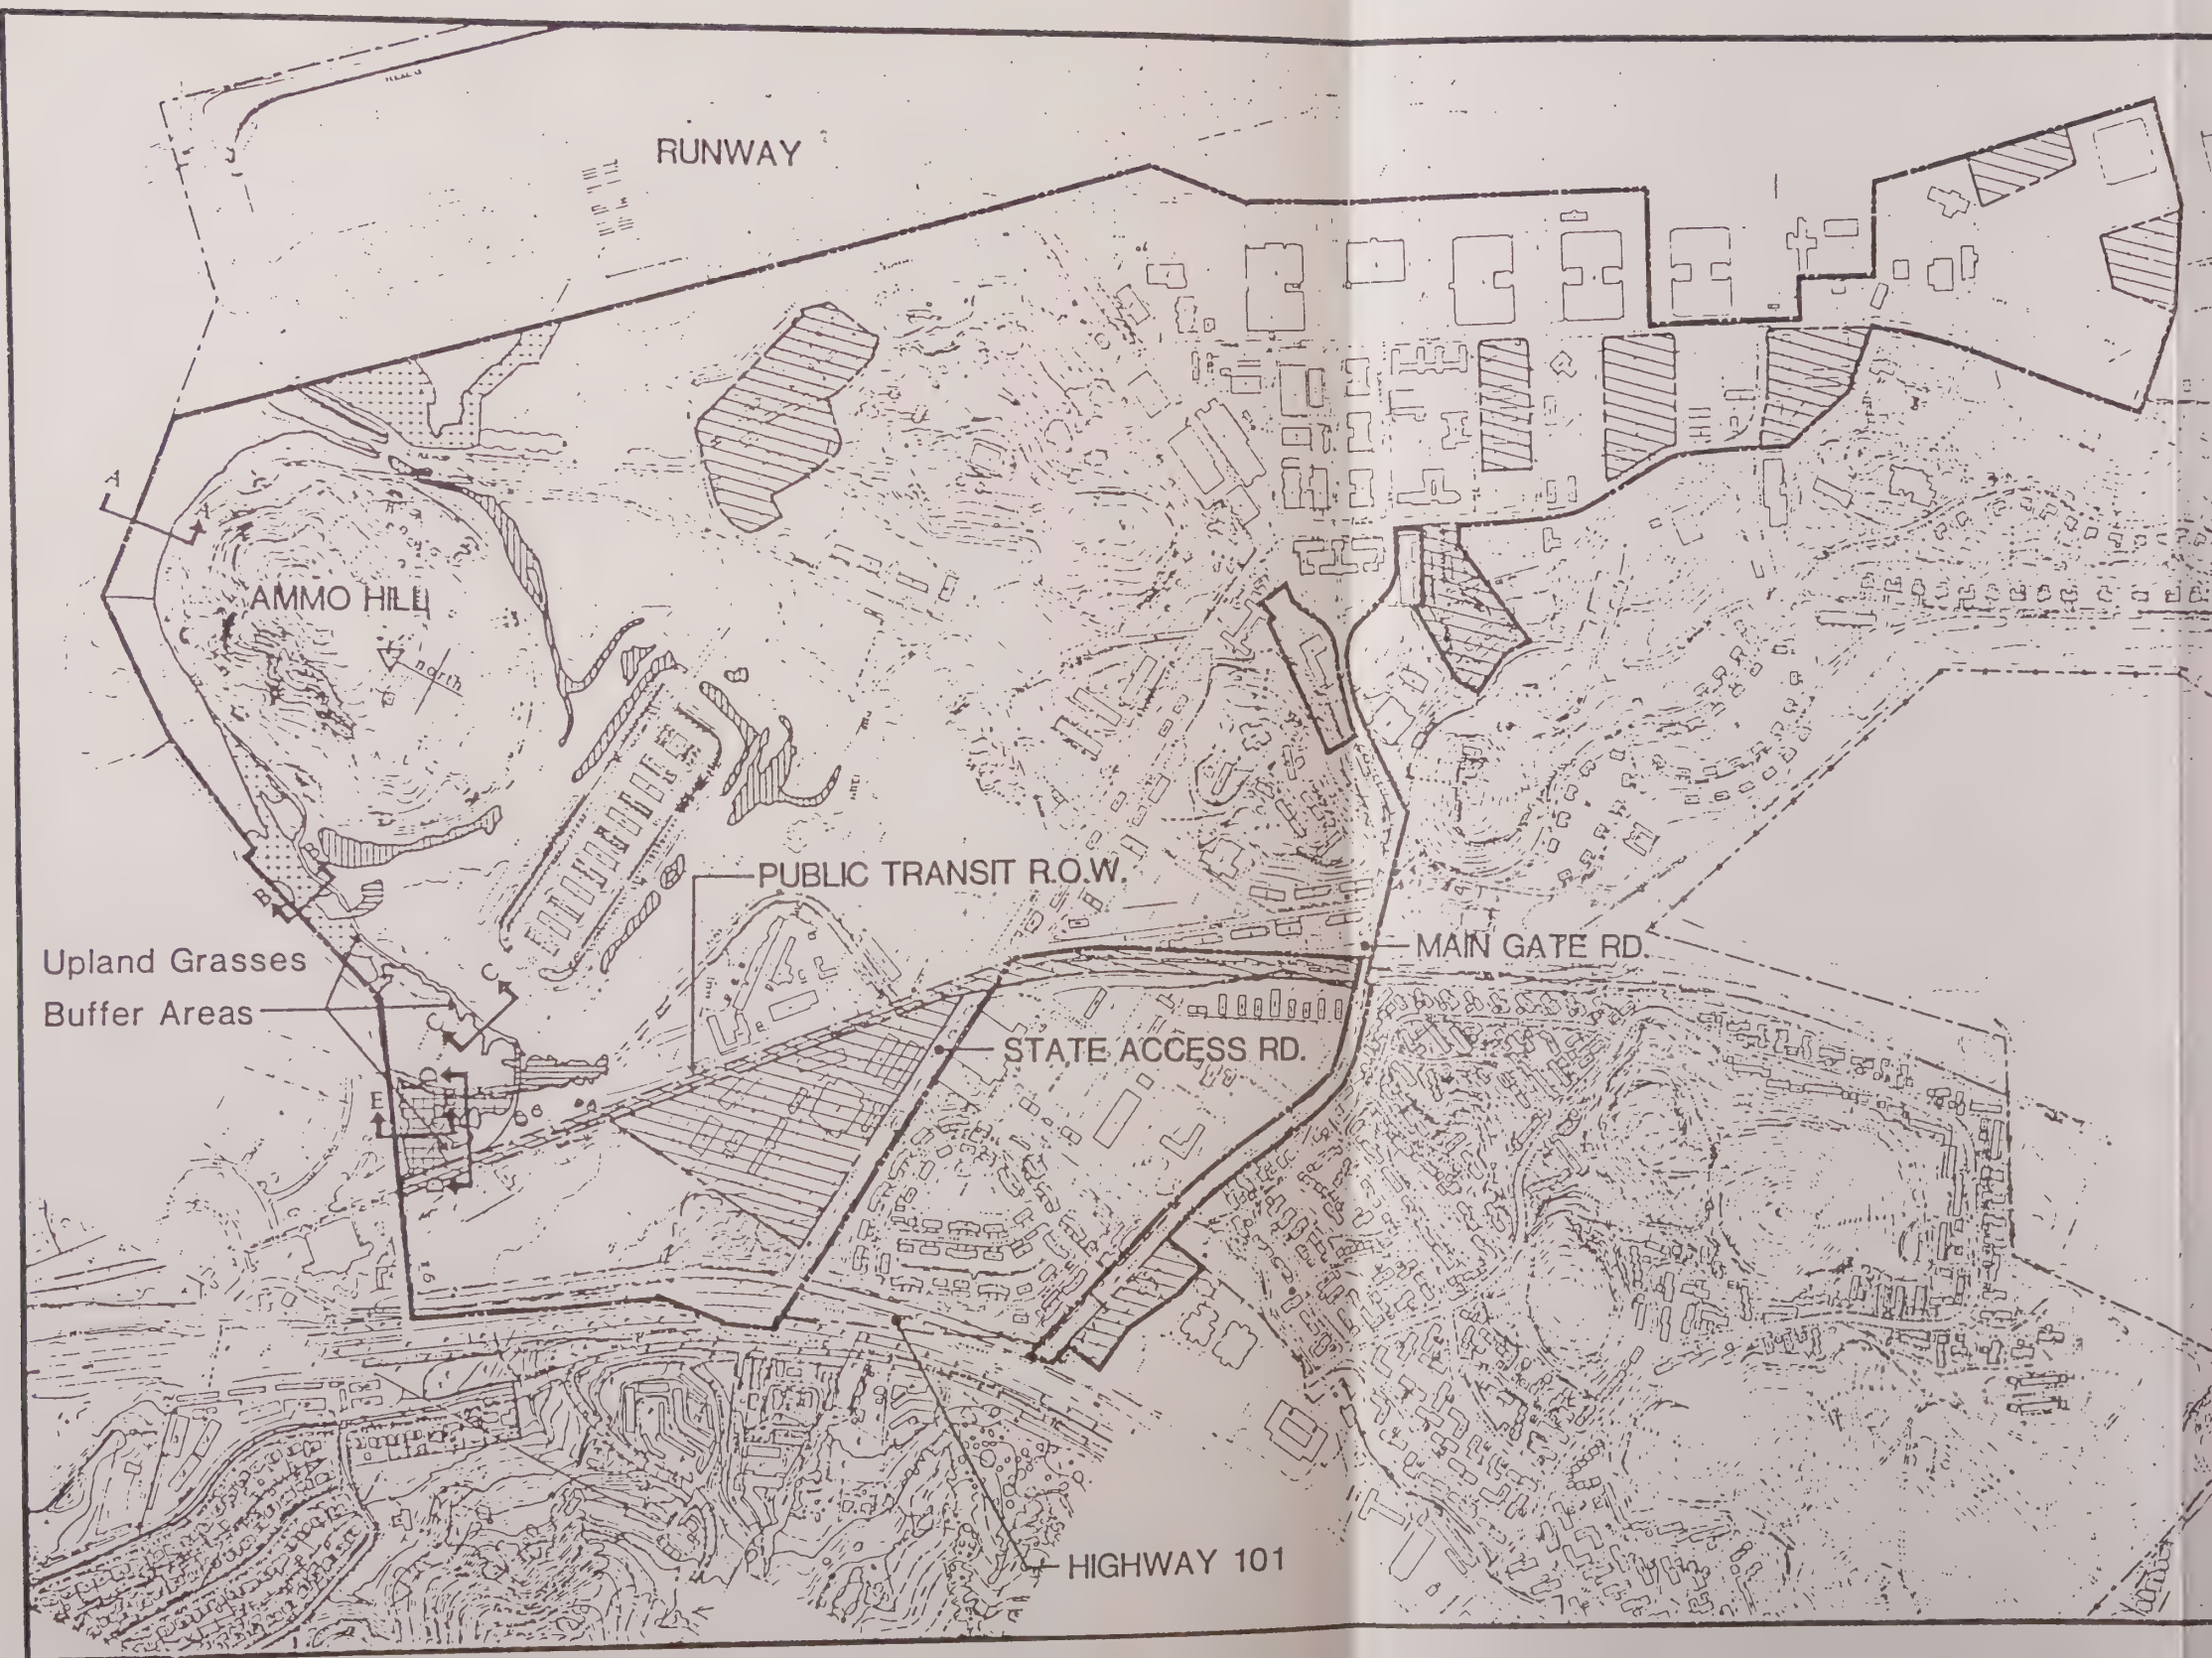 RUNWAY
A
A
AMMO HILL
north
PUBLIC TRANSIT R.O.W.
B
B
MAIN GATE RD.
Upland Grasses
Buffer Areas
C
C
STATE ACCESS RD.
D
E
HIGHWAY 101